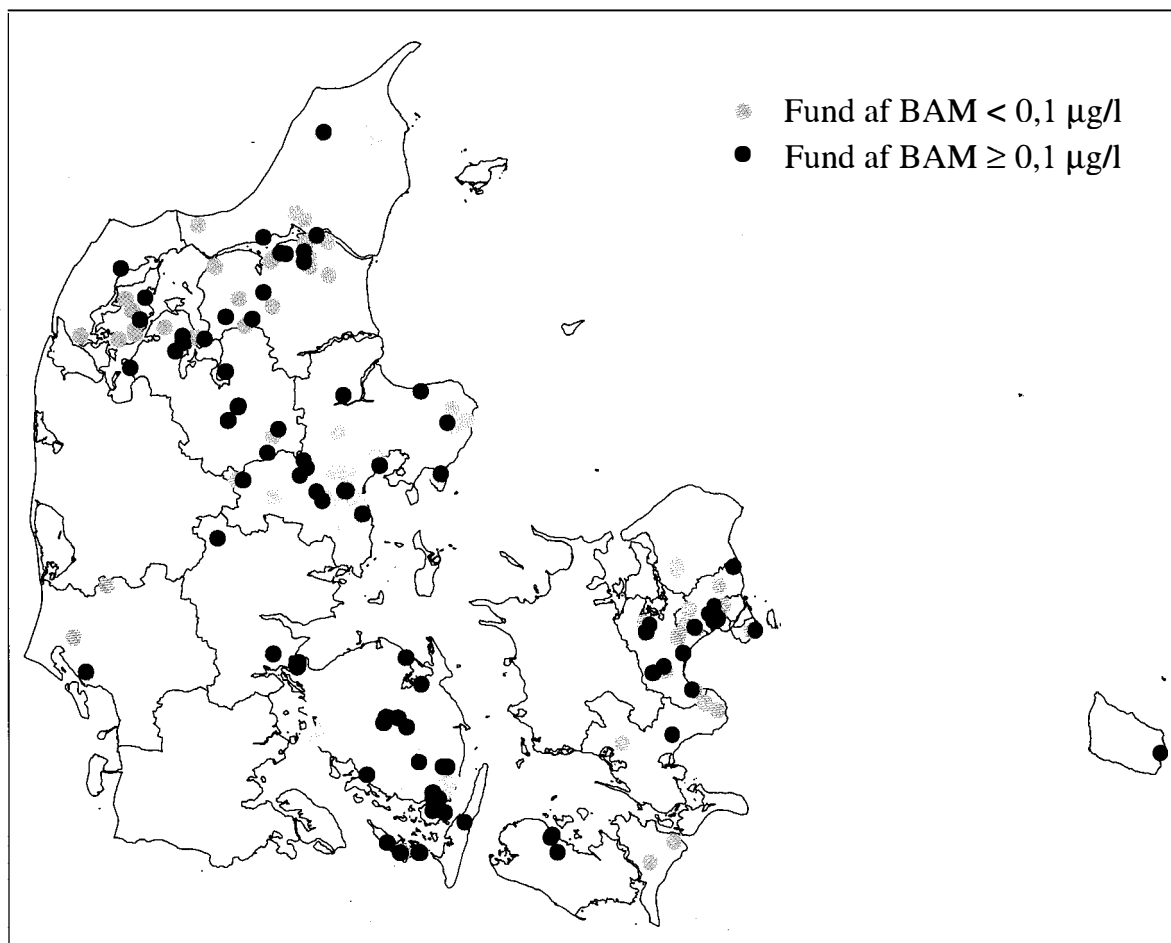 Fund af BAM < 0,1 µg/l
Fund af BAM ≥ 0,1 µg/l